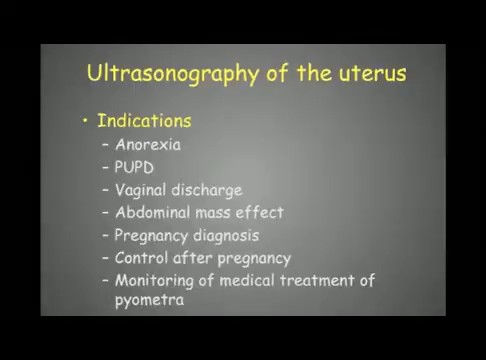 Ultrasonography of the uterus
• Indications
– Anorexia
– PUPD
– Vaginal discharge
– Abdominal mass effect
– Pregnancy diagnosis
– Control after pregnancy
– Monitoring of medical treatment of
pyometra